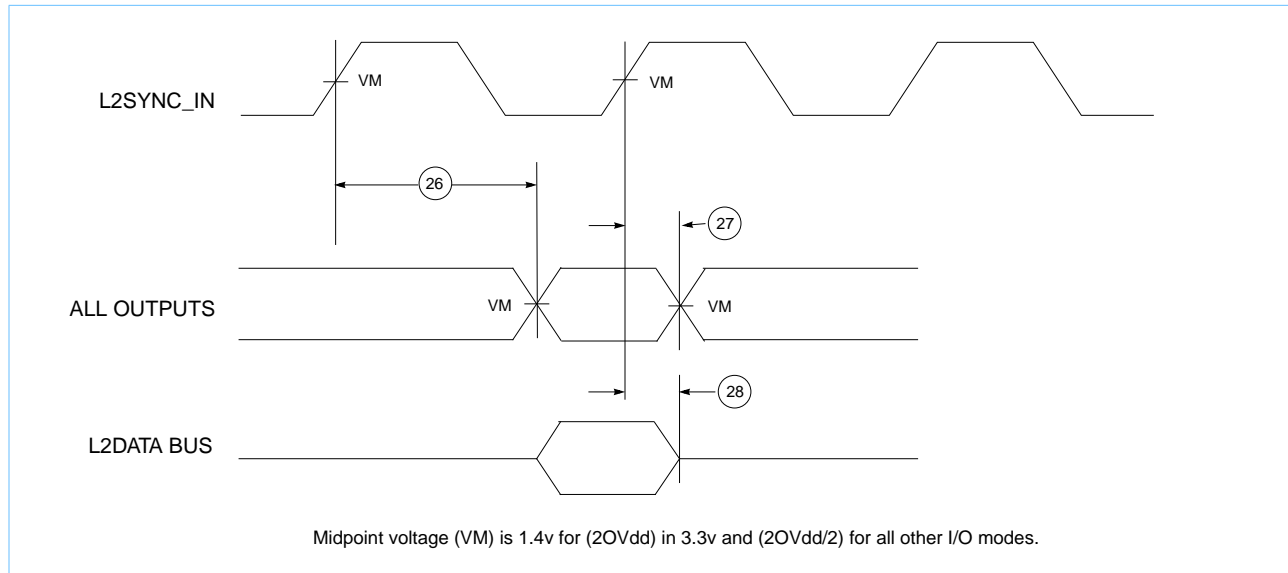 VM
VM
L2SYNC_IN
26
27
ALL OUTPUTS
VM
VM
28
L2DATA BUS
Midpoint voltage (VM) is 1.4v for (2OVdd) in 3.3v and (2OVdd/2) for all other I/O modes.